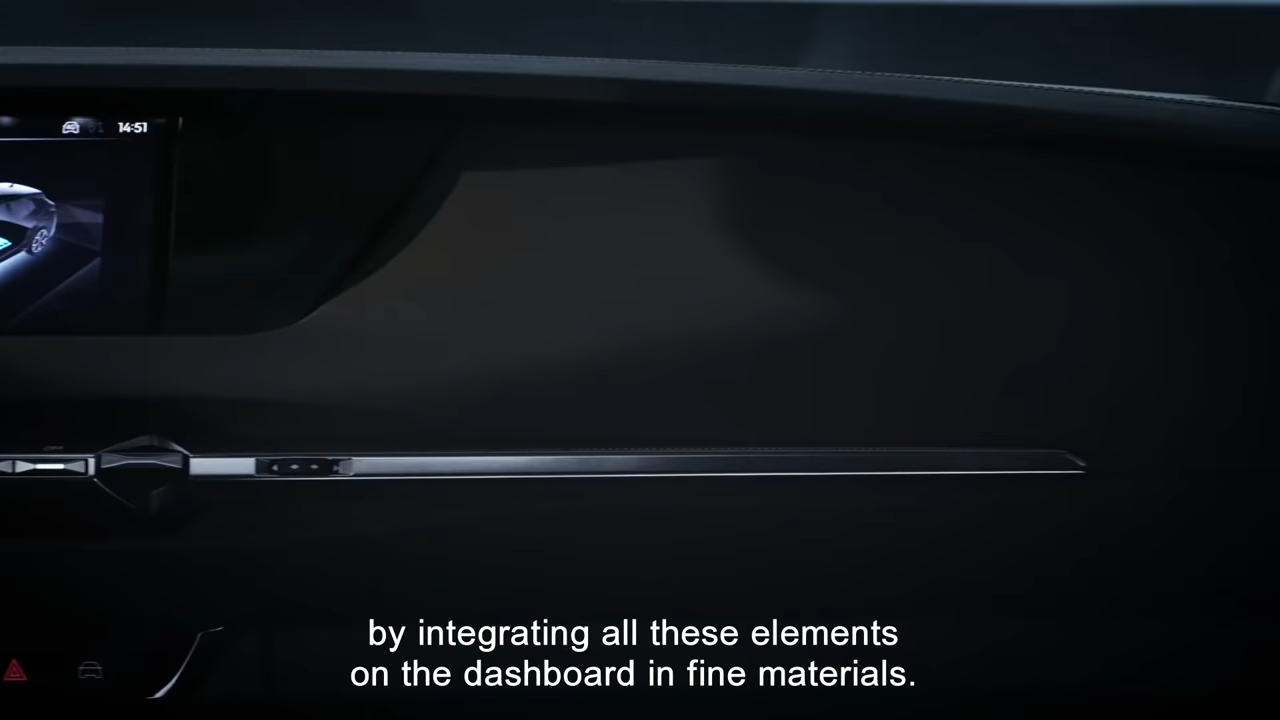 14:51
by integrating all these elements
on the dashboard in fine materials.